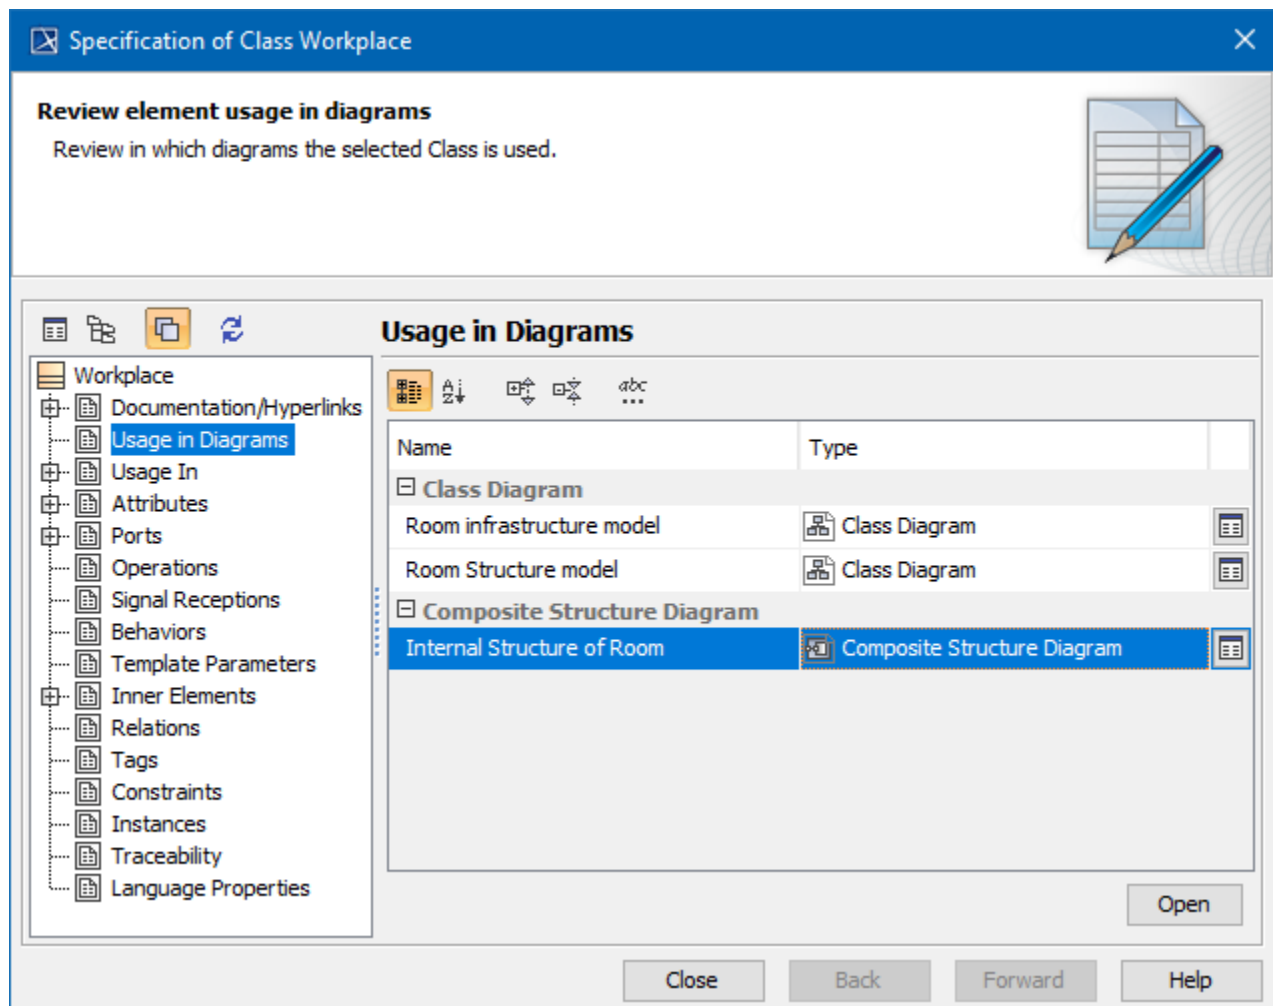 Specification of Class Workplace
Review element usage in diagrams
Review in which diagrams the selected Class is used.
Usage in Diagrams
Workplace
Documentation/Hyperlinks
Usage in Diagrams
Usage In
Attributes
Ports
Operations
Signal Receptions
Behaviors
Template Parameters
Inner Elements
Relations
Tags
Constraints
Instances
Traceability
Language Properties
A
Z
abc
...
Name Type
Class Diagram
Room infrastructure model Class Diagram
Room Structure model Class Diagram
Composite Structure Diagram
Internal Structure of Room Composite Structure Diagram
Open
Close Back Forward Help